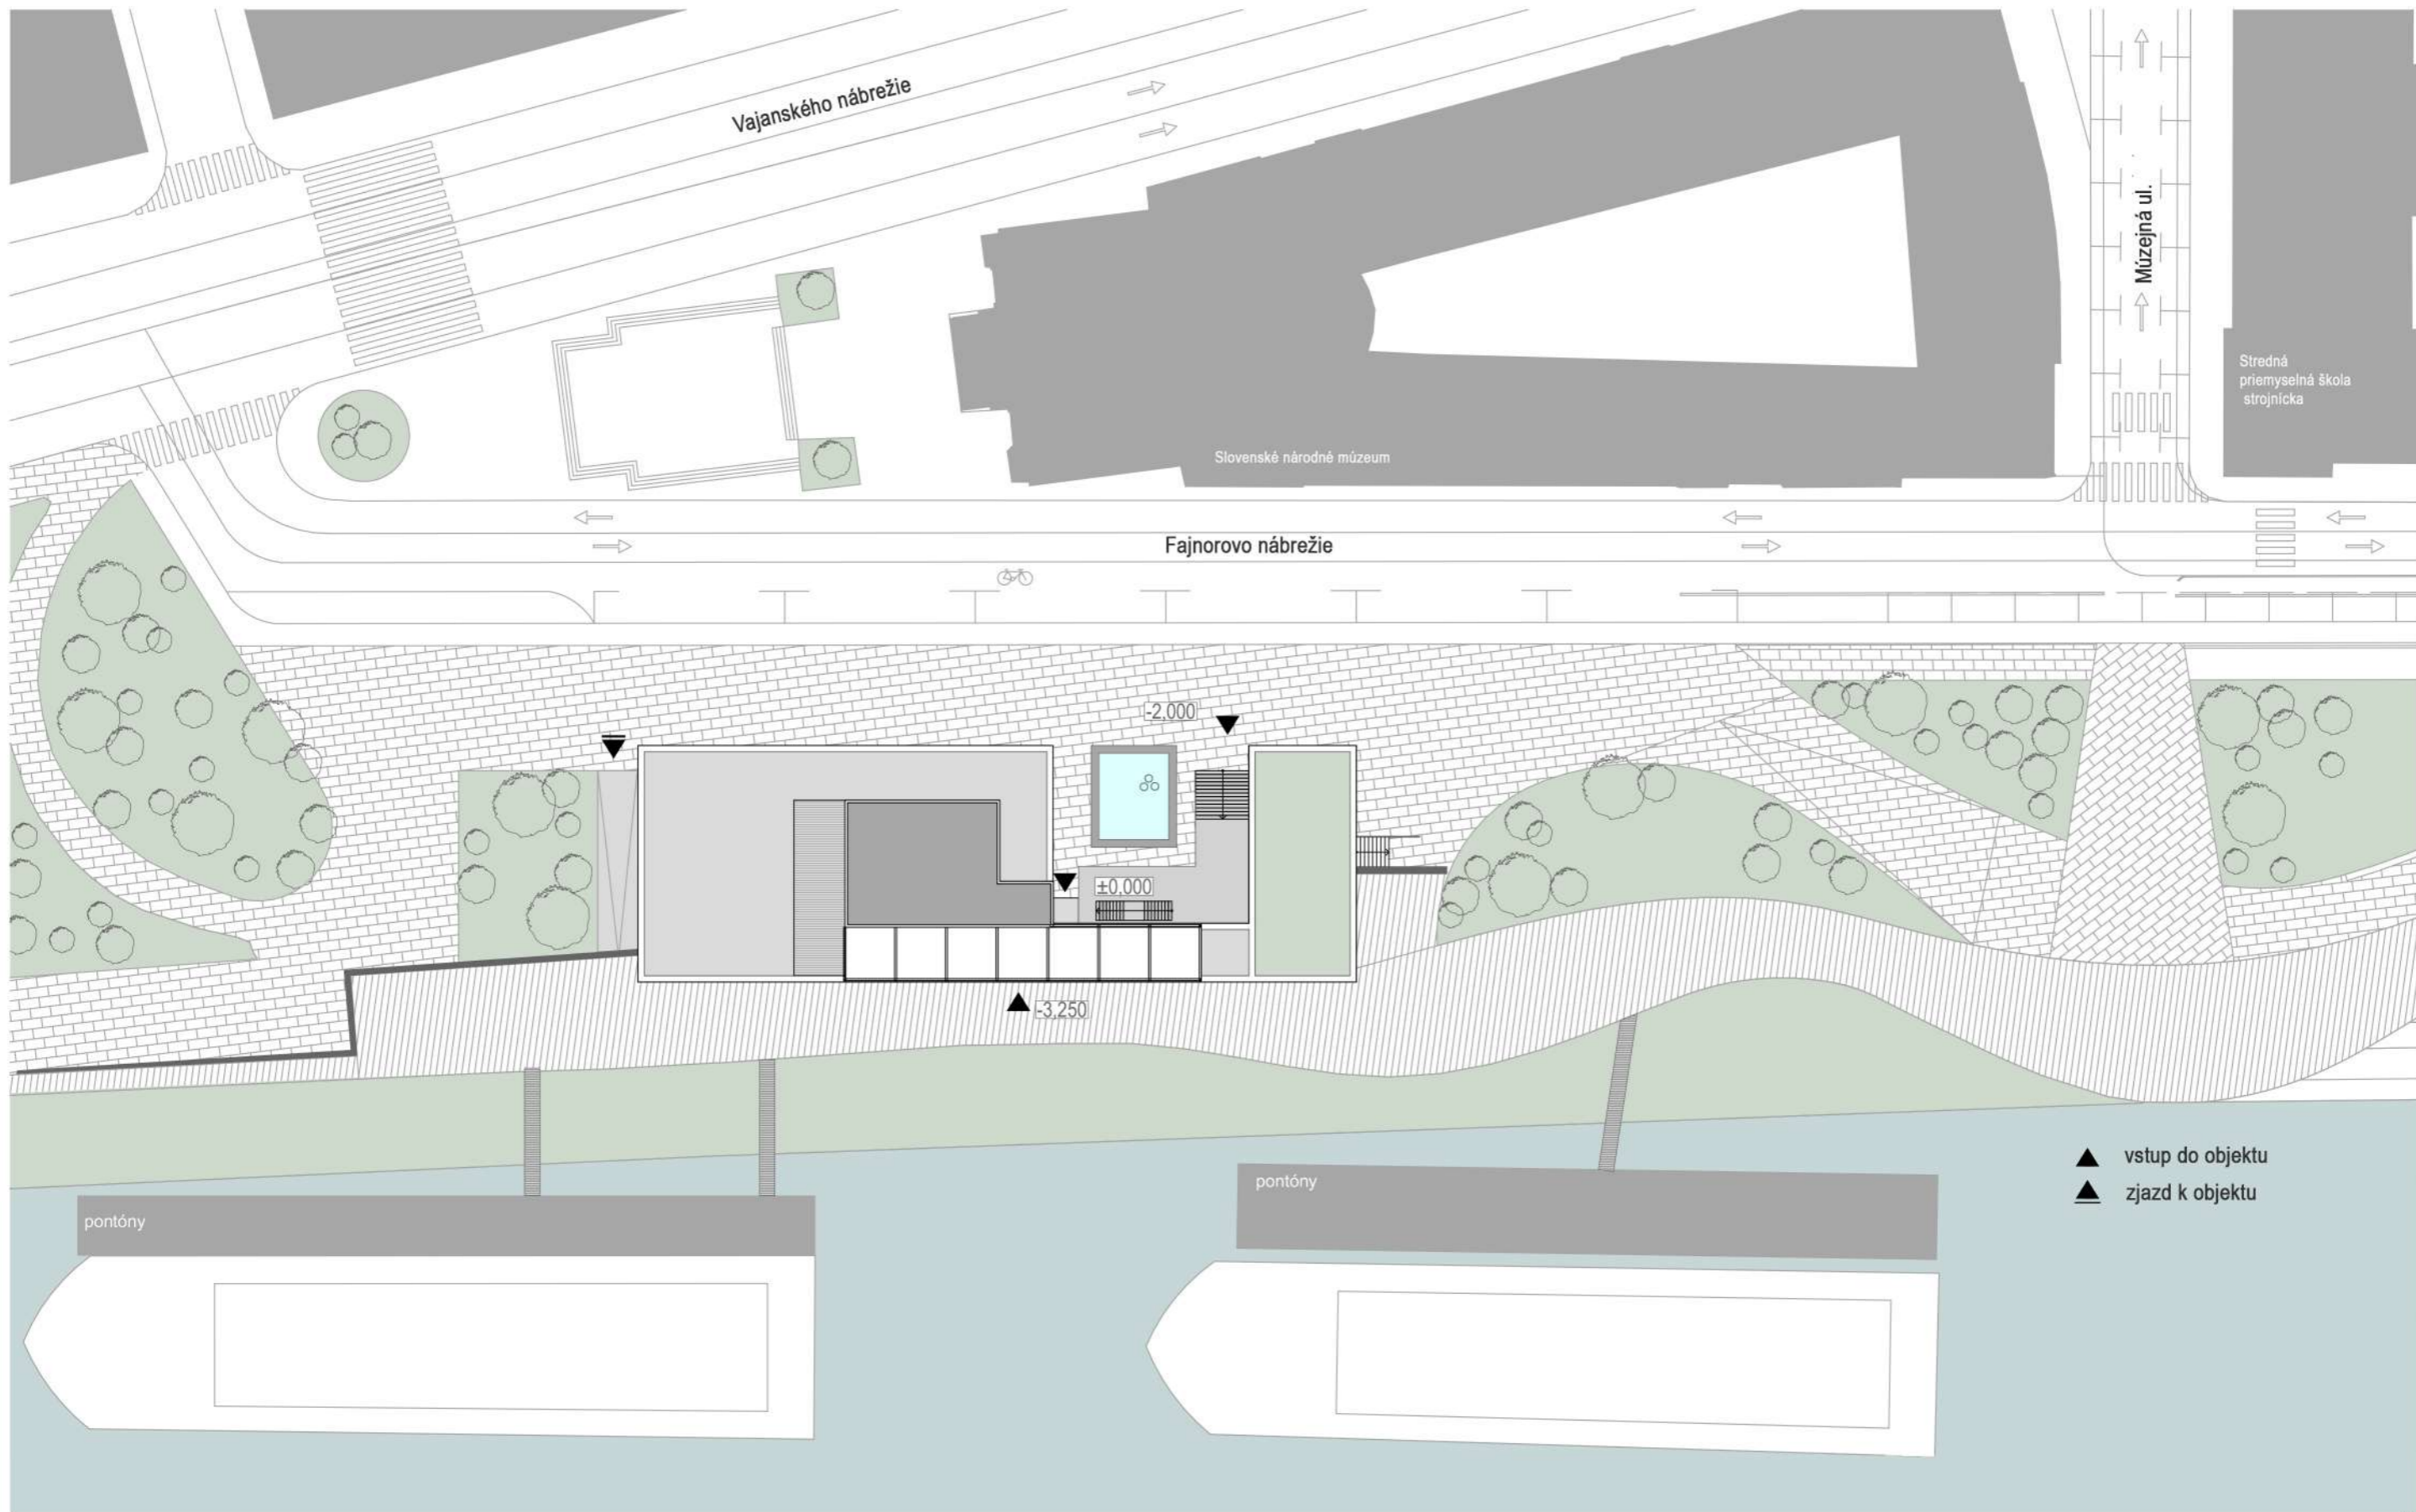 Vajanského nábrežie
Múzejná ul.
Stredná
priemyselná škola
strojnícka
Slovenské národné múzeum
Fajnorovo nábrežie
-2,000
±0,000
-3,250
vstup do objektu
zjazd k objektu
pontóny
pontóny